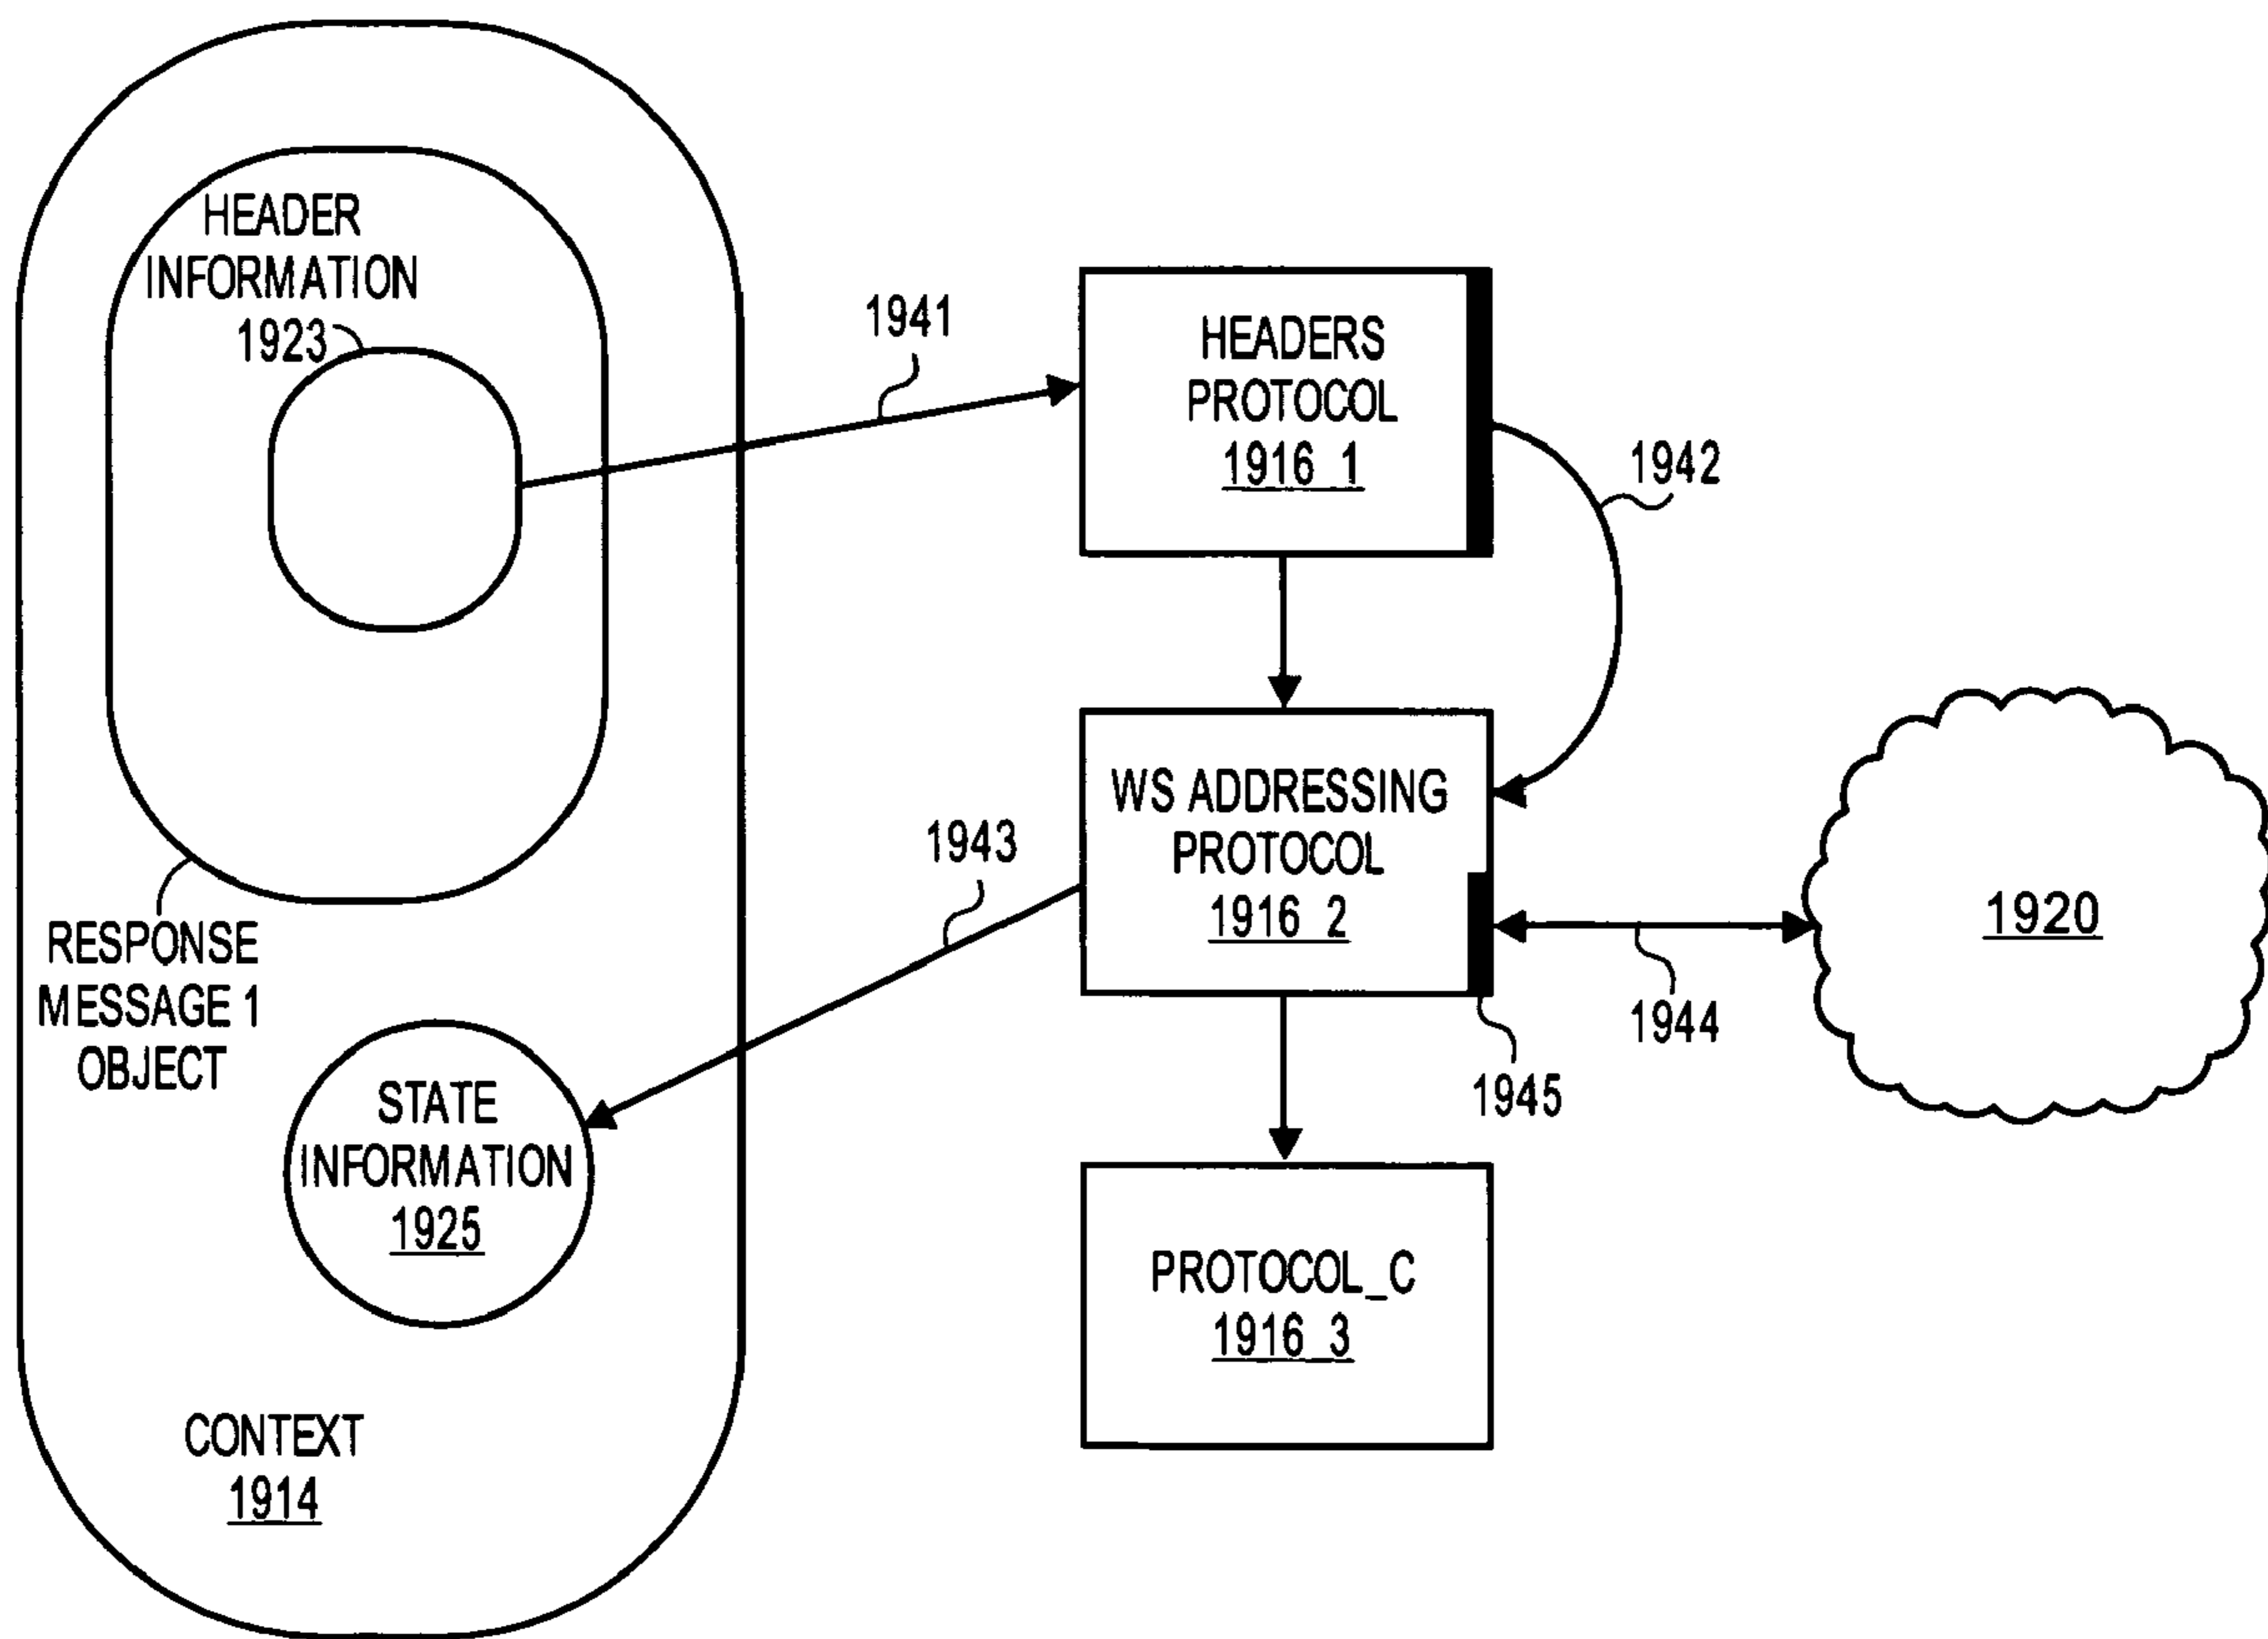 HEADER
INFORMATION
1923
1941
HEADERS
PROTOCOL
1916_1
1942
WS ADDRESSING
PROTOCOL
1916_2
1943
1920
1944
1945
RESPONSE
MESSAGE 1
OBJECT
STATE
INFORMATION
1925
PROTOCOL_C
1916_3
CONTEXT
1914